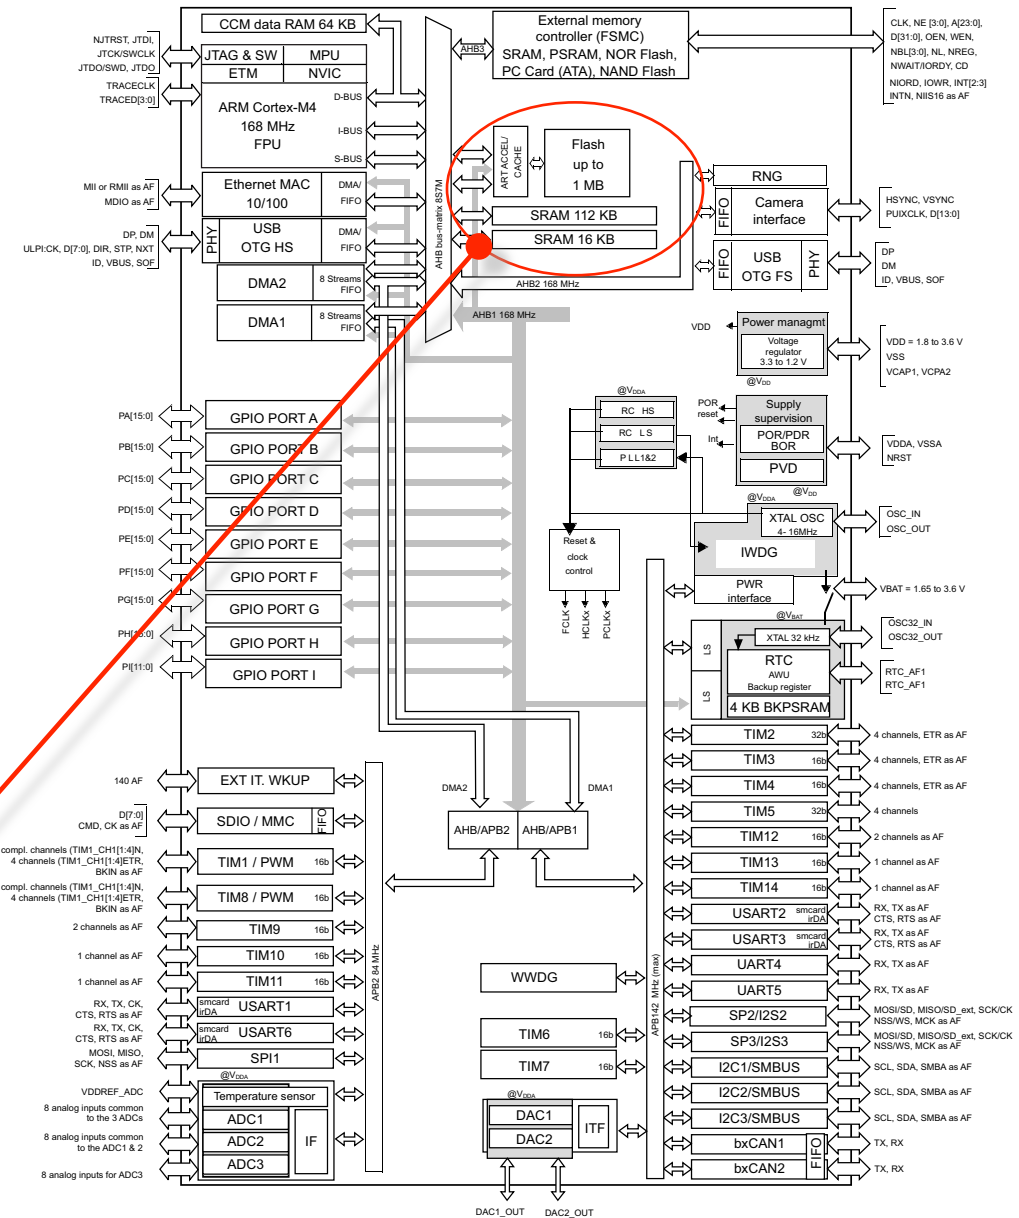 CCM data RAM 64 KB
External memory
controller (FSMC)
SRAM, PSRAM, NOR Flash,
PC Card (ATA), NAND Flash
AHB3
CLK, NE [3:0], A[23:0],
D[31:0], OEN, WEN,
NBL[3:0], NL, NREG,
NWAIT/IORDY, CD
NIORD, IOWR, INT[2:3]
INTN, NIIS16 as AF
NJTRST, JTDI,
JTCK/SWCLK
JTDO/SWD, JTDO
TRACECLK
TRACED[3:0]
JTAG & SW
MPU
ETM
NVIC
ARM Cortex-M4
168 MHz
FPU
D-BUS
I-BUS
S-BUS
AHB bus-matrix 8S7M
ART ACCEL/
CACHE
Flash
up to
1 MB
SRAM 112 KB
SRAM 16 KB
AHB2 168 MHz
AHB1 168 MHz
MII or RMII as AF
MDIO as AF
Ethernet MAC
10/100
DMA/
FIFO
DP, DM
ULPI:CK, D[7:0], DIR, STP, NXT
ID, VBUS, SOF
PHY
USB
OTG HS
DMA/
FIFO
DMA2
8 Streams
FIFO
DMA1
8 Streams
FIFO
RNG
FIFO
Camera
interface
HSYNC, VSYNC
PUIXCLK, D[13:0]
FIFO
USB
OTG FS
PHY
DP
DM
ID, VBUS, SOF
VDD
Power managmt
Voltage
regulator
3.3 to 1.2 V
@VDD
VDD = 1.8 to 3.6 V
VSS
VCAP1, VCPA2
@VDDA
RC HS
RC LS
PLL1&2
POR
reset
Int
Supply
supervision
POR/PDR
BOR
PVD
@VDD
VDDA, VSSA
NRST
@VDDA
XTAL OSC
4- 16MHz
OSC_IN
OSC_OUT
IWDG
Reset &
clock
control
FCLK
HCLKx
PCLKx
PWR
interface
VBAT = 1.65 to 3.6 V
@VBAT
LS
LS
XTAL 32 kHz
RTC
AWU
Backup register
4 KB BKPSRAM
OSC32_IN
OSC32_OUT
RTC_AF1
RTC_AF1
PA[15:0]
GPIO PORT A
PB[15:0]
GPIO PORT B
PC[15:0]
GPIO PORT C
PD[15:0]
GPIO PORT D
PE[15:0]
GPIO PORT E
PF[15:0]
GPIO PORT F
PG[15:0]
GPIO PORT G
PH[15:0]
GPIO PORT H
PI[11:0]
GPIO PORT I
DMA2
DMA1
AHB/APB2
AHB/APB1
APB2 84 MHz
APB142 MHz (max)
140 AF
EXT IT. WKUP
D[7:0]
CMD, CK as AF
SDIO / MMC
FIFO
compl. channels (TIM1_CH1[1:4]N,
4 channels (TIM1_CH1[1:4]ETR,
BKIN as AF
TIM1 / PWM 16b
compl. channels (TIM1_CH1[1:4]N,
4 channels (TIM1_CH1[1:4]ETR,
BKIN as AF
TIM8 / PWM 16b
2 channels as AF
TIM9 16b
1 channel as AF
TIM10 16b
1 channel as AF
TIM11 16b
RX, TX, CK,
CTS, RTS as AF
smcard
irDA
USART1
RX, TX, CK,
CTS, RTS as AF
smcard
irDA
USART6
MOSI, MISO,
SCK, NSS as AF
SPI1
@VDDA
VDDREF_ADC
Temperature sensor
8 analog inputs common
to the 3 ADCs
ADC1
8 analog inputs common
to the ADC1 & 2
ADC2
8 analog inputs for ADC3
ADC3
IF
WWDG
TIM6 16b
TIM7 16b
@VDDA
DAC1
DAC2
ITF
DAC1_OUT
DAC2_OUT
TIM2 32b
4 channels, ETR as AF
TIM3 16b
4 channels, ETR as AF
TIM4 16b
4 channels, ETR as AF
TIM5 32b
4 channels
TIM12 16b
2 channels as AF
TIM13 16b
1 channel as AF
TIM14 16b
1 channel as AF
USART2
smcard
irDA
RX, TX as AF
CTS, RTS as AF
USART3
smcard
irDA
RX, TX as AF
CTS, RTS as AF
UART4
RX, TX as AF
UART5
RX, TX as AF
SP2/I2S2
MOSI/SD, MISO/SD_ext, SCK/CK
NSS/WS, MCK as AF
SP3/I2S3
MOSI/SD, MISO/SD_ext, SCK/CK
NSS/WS, MCK as AF
I2C1/SMBUS
SCL, SDA, SMBA as AF
I2C2/SMBUS
SCL, SDA, SMBA as AF
I2C3/SMBUS
SCL, SDA, SMBA as AF
bxCAN1
TX, RX
FIFO
bxCAN2
TX, RX